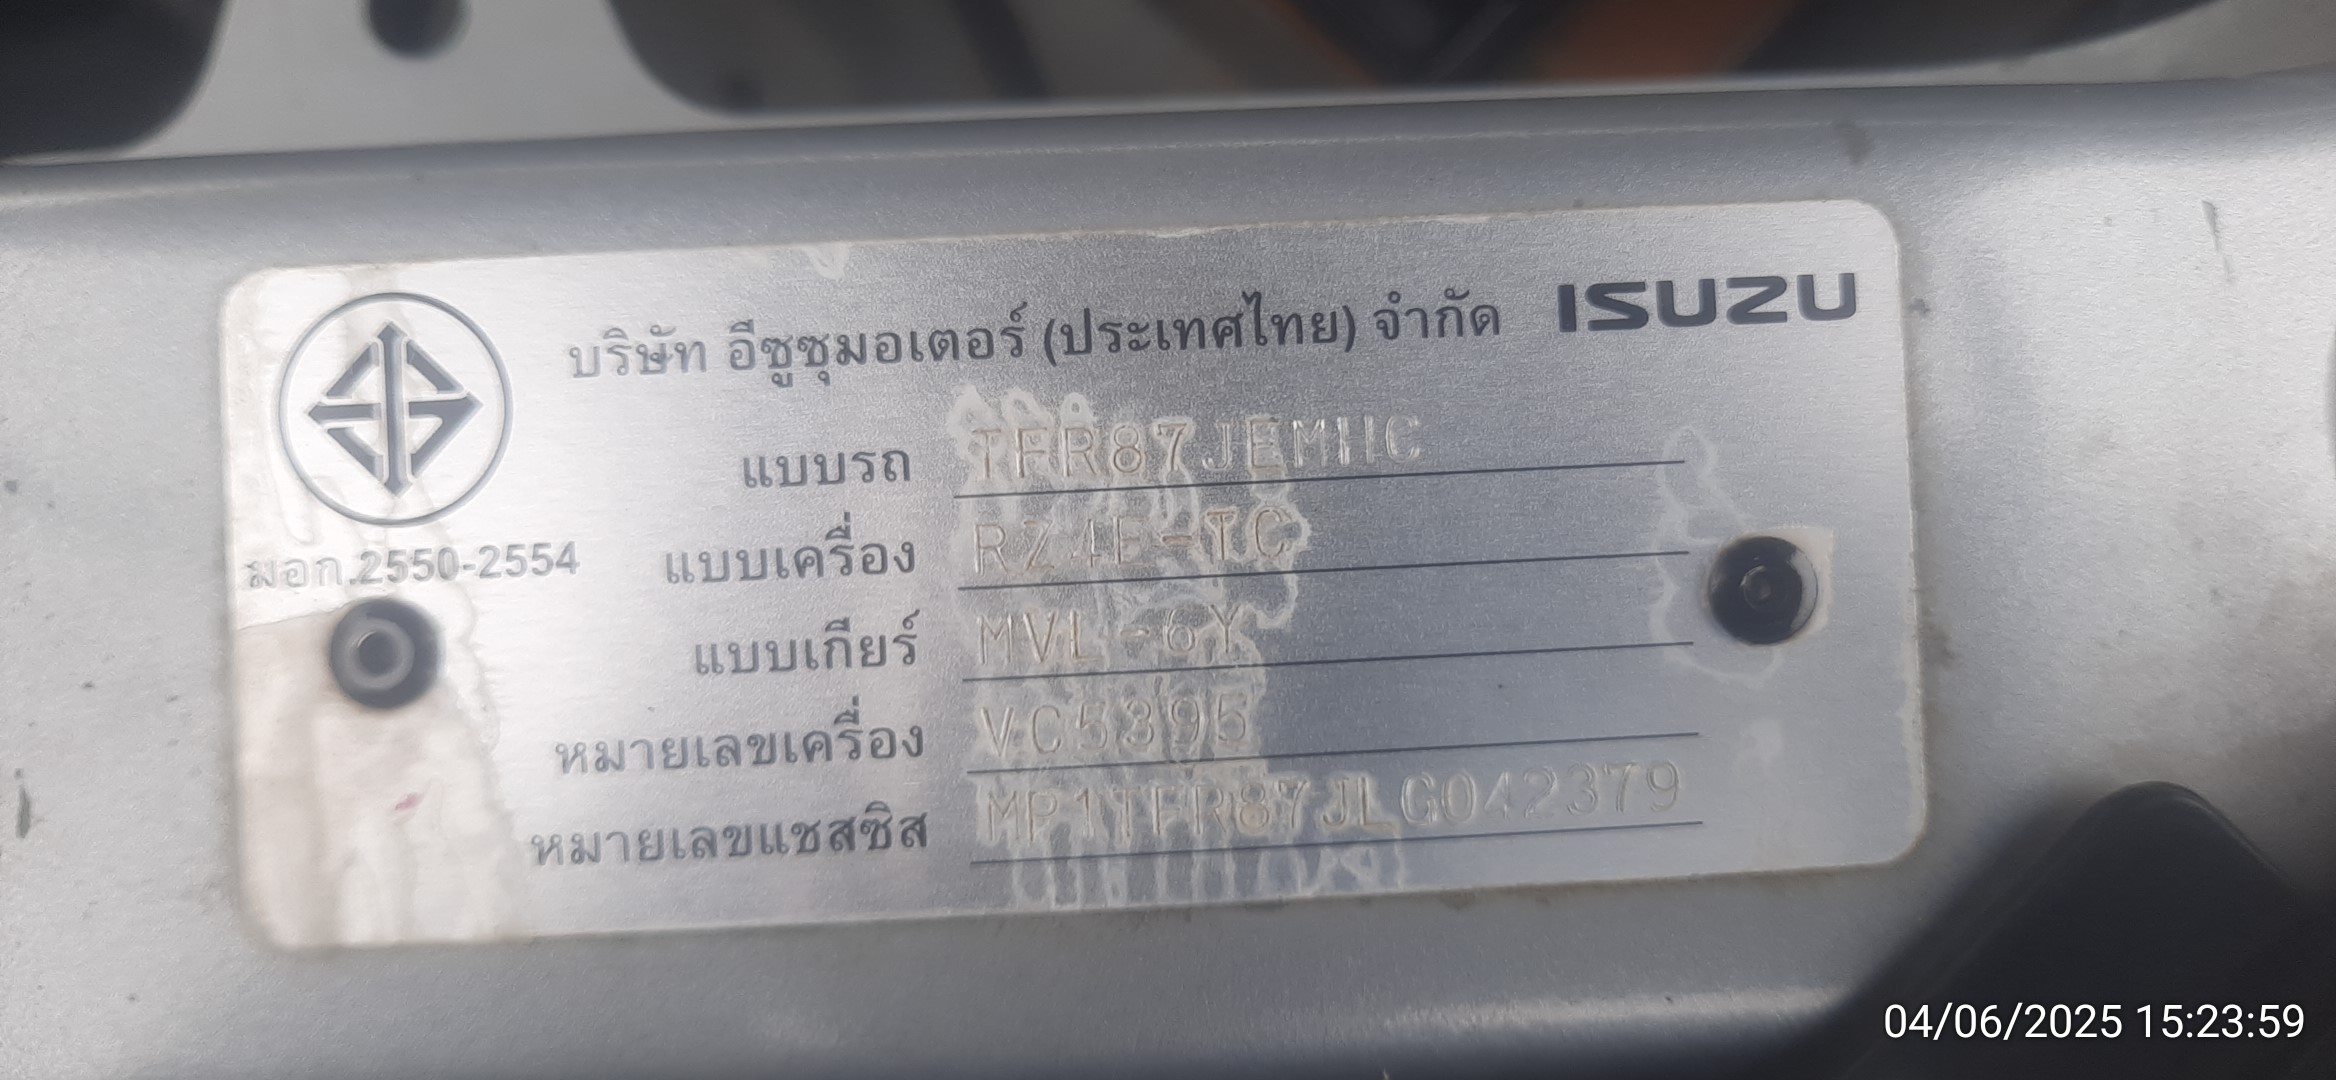 บริษัท อีซูซุมอเตอร์ (ประเทศไทย) จำกัด ISUZU
แบบรถ TFR87JEMHC
มอก.2550-2554
แบบเครื่อง RZ4E-TC
แบบเกียร์ MVL-6Y
หมายเลขเครื่อง VC5395
หมายเลขแชสซิส MP1TFR87JLG042379
04/06/2025 15:23:59